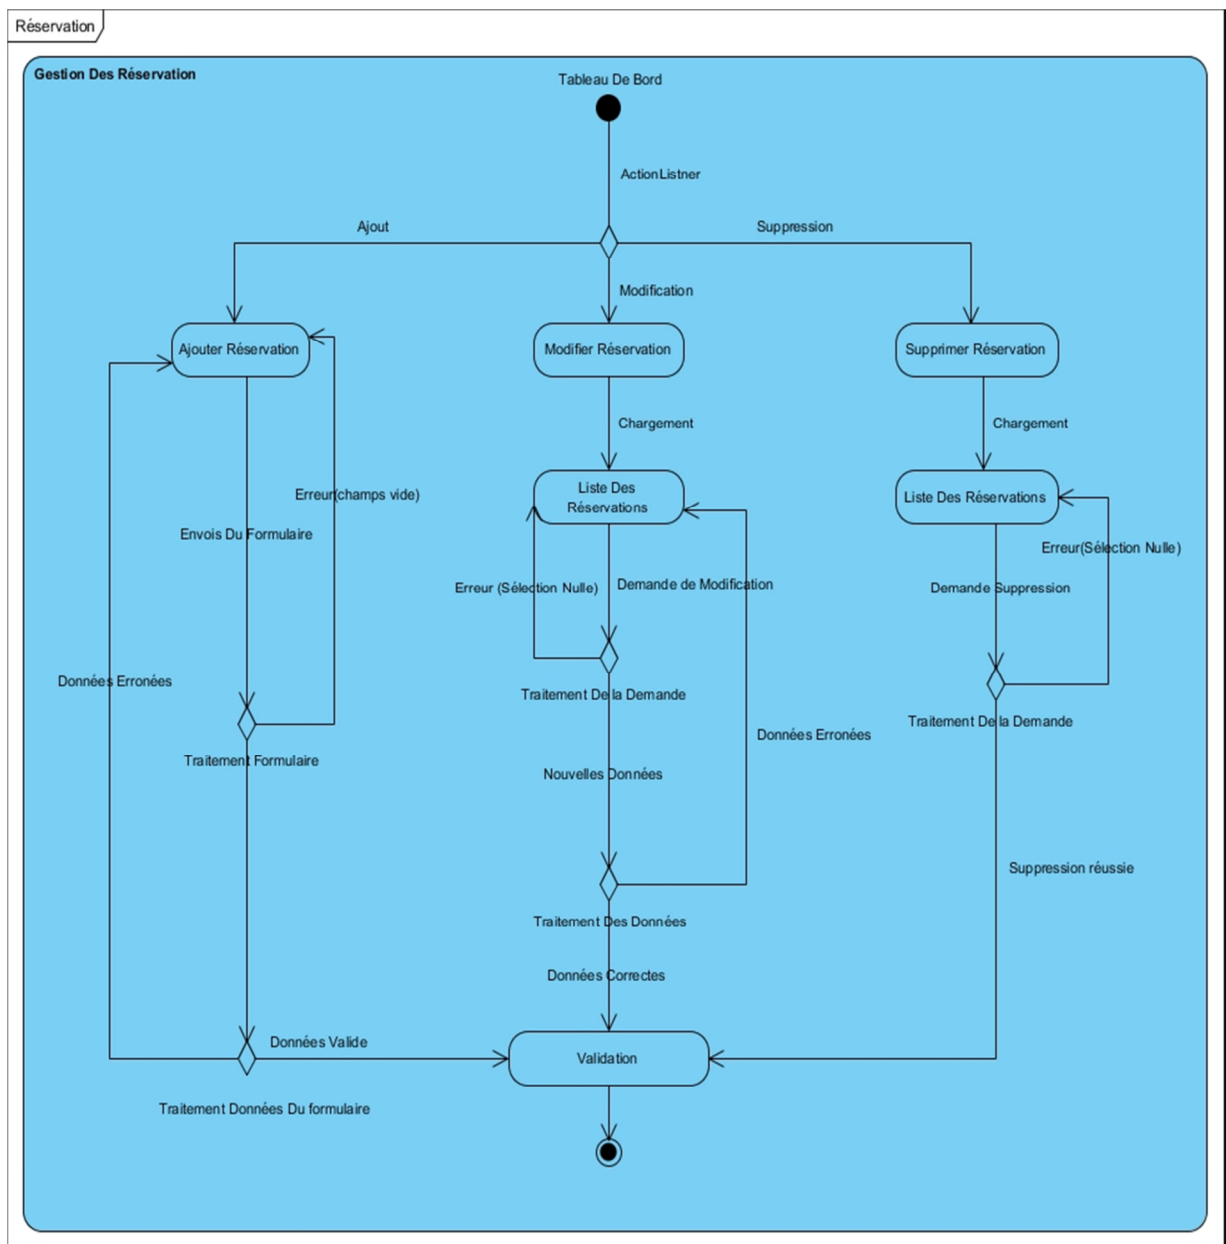 Réservation
Gestion Des Réservation
Tableau De Bord
ActionListner
Ajout
Suppression
Modification
Ajouter Réservation
Modifier Réservation
Supprimer Réservation
Chargement
Chargement
Liste Des
Réservations
Liste Des Réservations
Erreur(champs vide)
Envois Du Formulaire
Erreur(Sélection Nulle)
Erreur (Sélection Nulle)
Demande de Modification
Demande Suppression
Données Erronées
Traitement De la Demande
Traitement De la Demande
Données Erronées
Traitement Formulaire
Nouvelles Données
Suppression réussie
Traitement Des Données
Données Correctes
Données Valide
Validation
Traitement Données Du formulaire